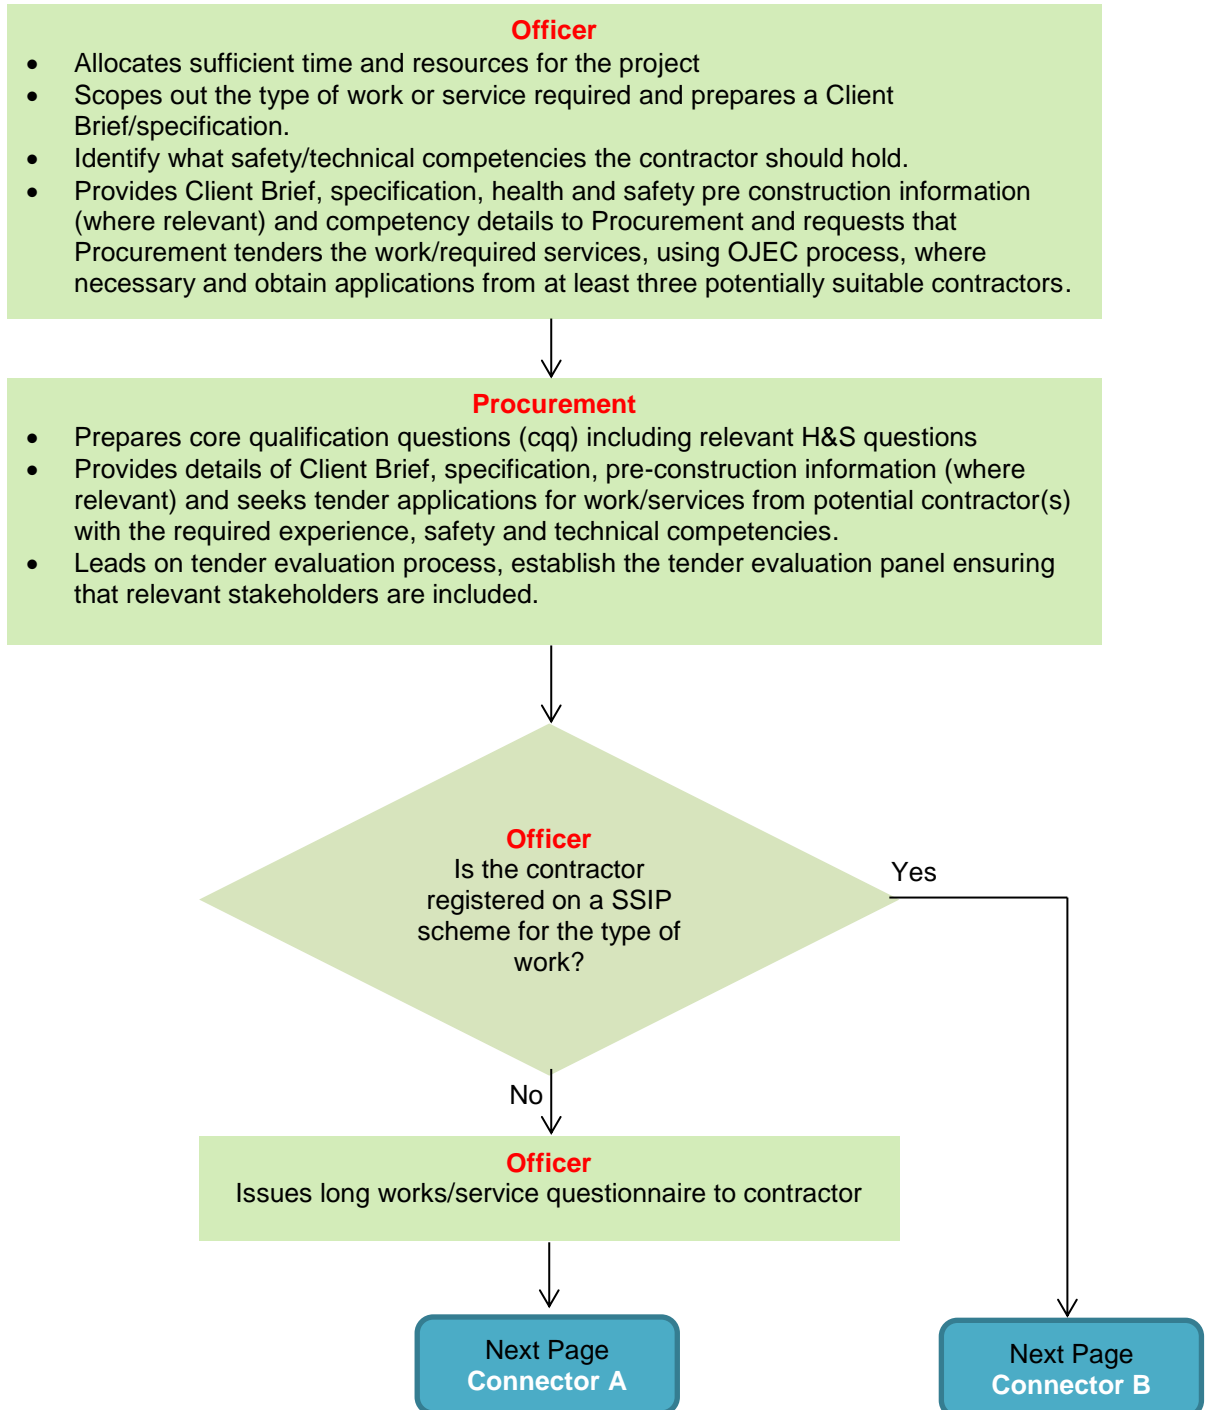 Officer
• Allocates sufficient time and resources for the project
• Scopes out the type of work or service required and prepares a Client
Brief/specification.
• Identify what safety/technical competencies the contractor should hold.
• Provides Client Brief, specification, health and safety pre construction information
(where relevant) and competency details to Procurement and requests that
Procurement tenders the work/required services, using OJEC process, where
necessary and obtain applications from at least three potentially suitable contractors.
Procurement
• Prepares core qualification questions (cqq) including relevant H&S questions
• Provides details of Client Brief, specification, pre-construction information (where
relevant) and seeks tender applications for work/services from potential contractor(s)
with the required experience, safety and technical competencies.
• Leads on tender evaluation process, establish the tender evaluation panel ensuring
that relevant stakeholders are included.
Officer
Is the contractor
registered on a SSIP
scheme for the type of
work?
Yes
No
Officer
Issues long works/service questionnaire to contractor
Next Page
Connector A
Next Page
Connector B